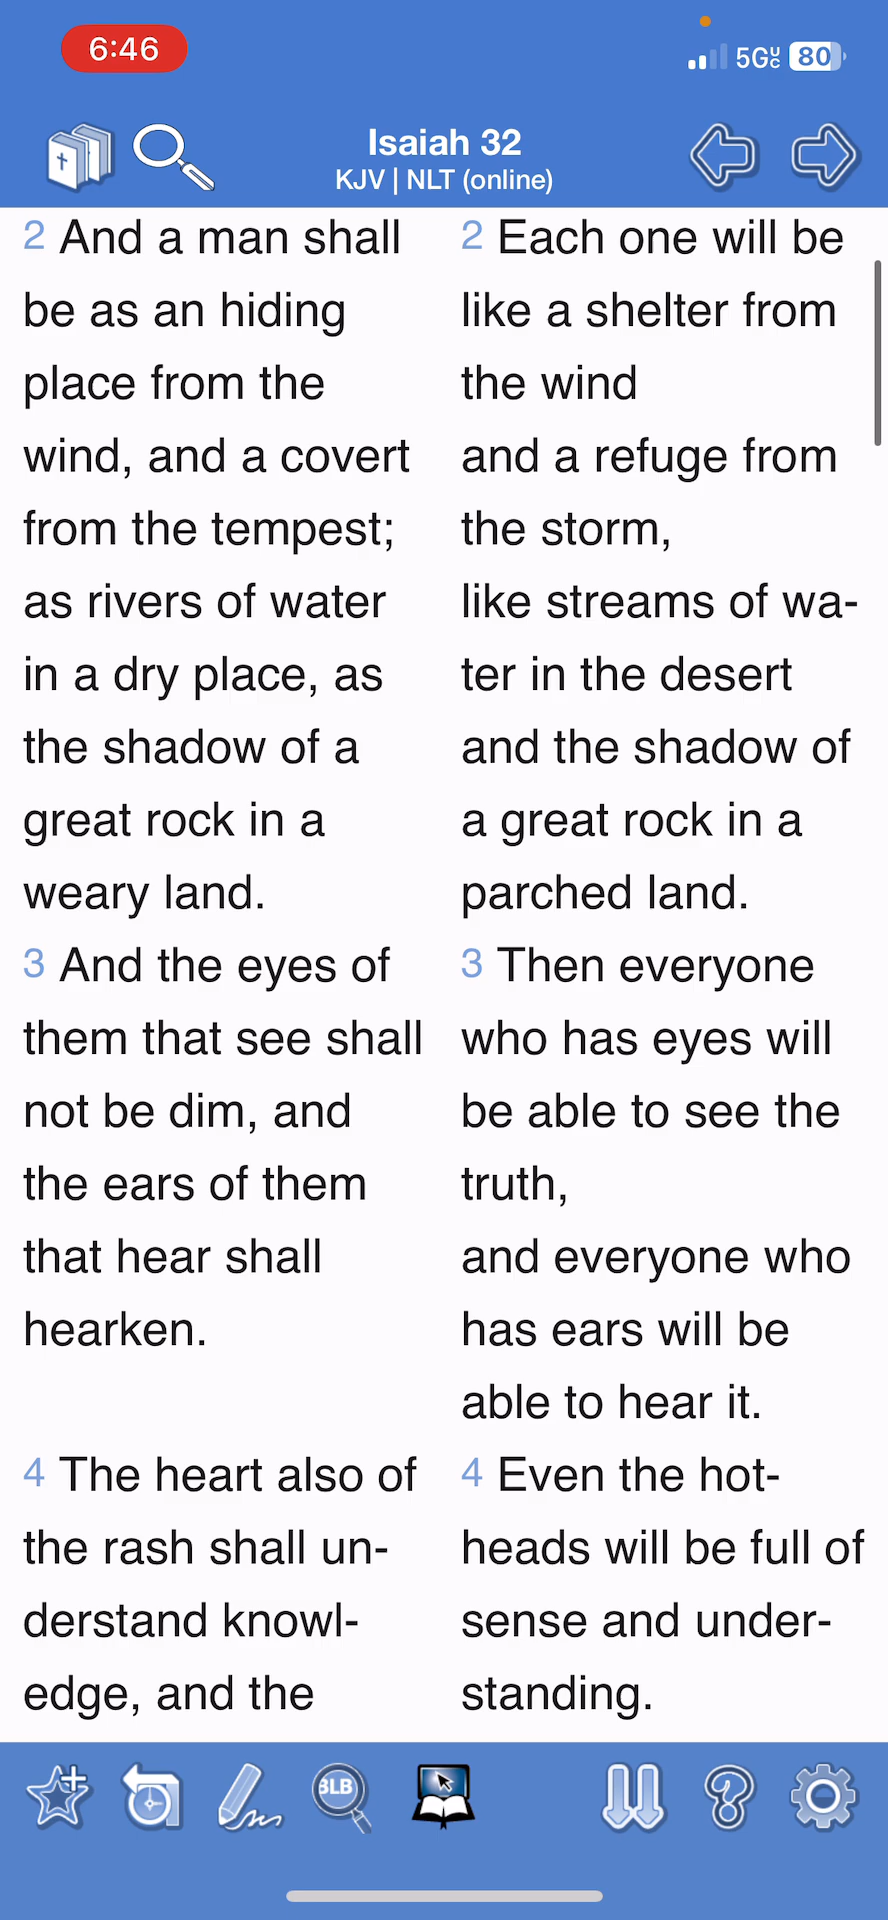 6:46
5GUC 80
Isaiah 32
KJV | NLT (online)
2 And a man shall
be as an hiding
place from the
wind, and a covert
from the tempest;
as rivers of water
in a dry place, as
the shadow of a
great rock in a
weary land.
3 And the eyes of
them that see shall
not be dim, and
the ears of them
that hear shall
hearken.
4 The heart also of
the rash shall un-
derstand knowl-
edge, and the
2 Each one will be
like a shelter from
the wind
and a refuge from
the storm,
like streams of wa-
ter in the desert
and the shadow of
a great rock in a
parched land.
3 Then everyone
who has eyes will
be able to see the
truth,
and everyone who
has ears will be
able to hear it.
4 Even the hot-
heads will be full of
sense and under-
standing.
BLB